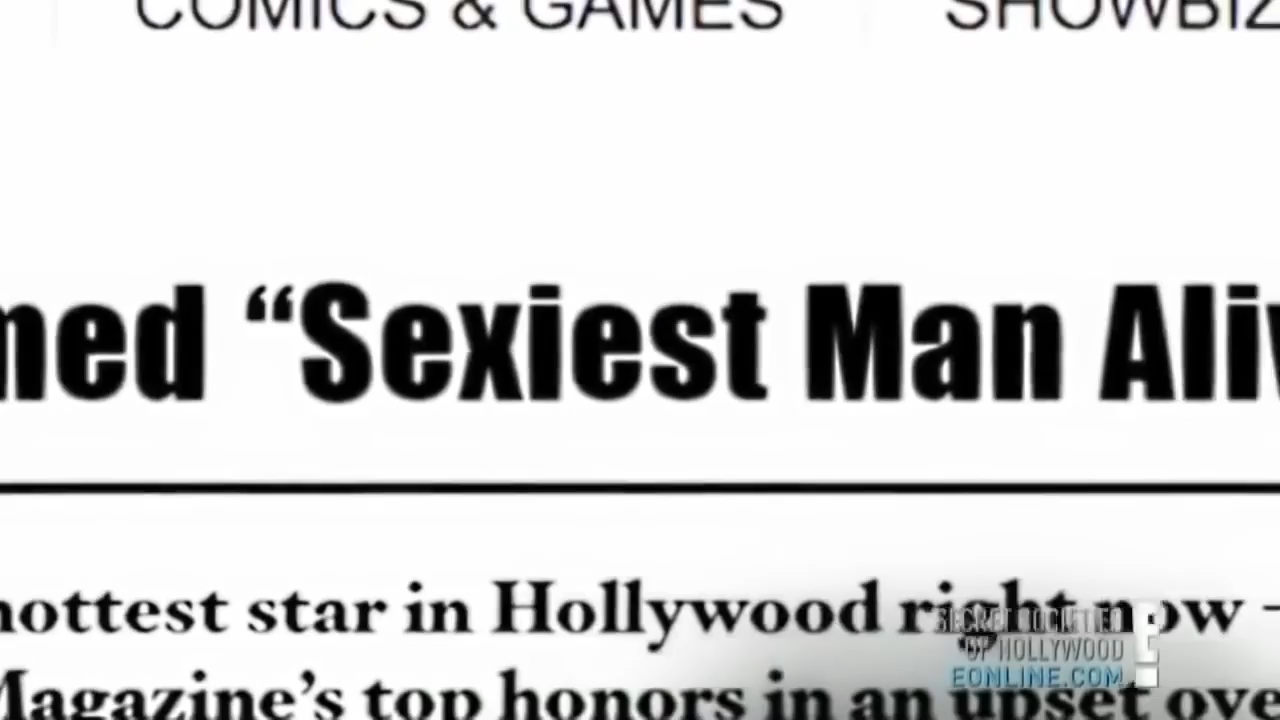 COMICS & GAMES SHOWBIZ
med “Sexiest Man Aliv
hottest star in Hollywood right now -
Magazine’s top honors in an upset ove
SECRET SOCIETIES
OF HOLLYWOOD
E!
EONLINE.COM